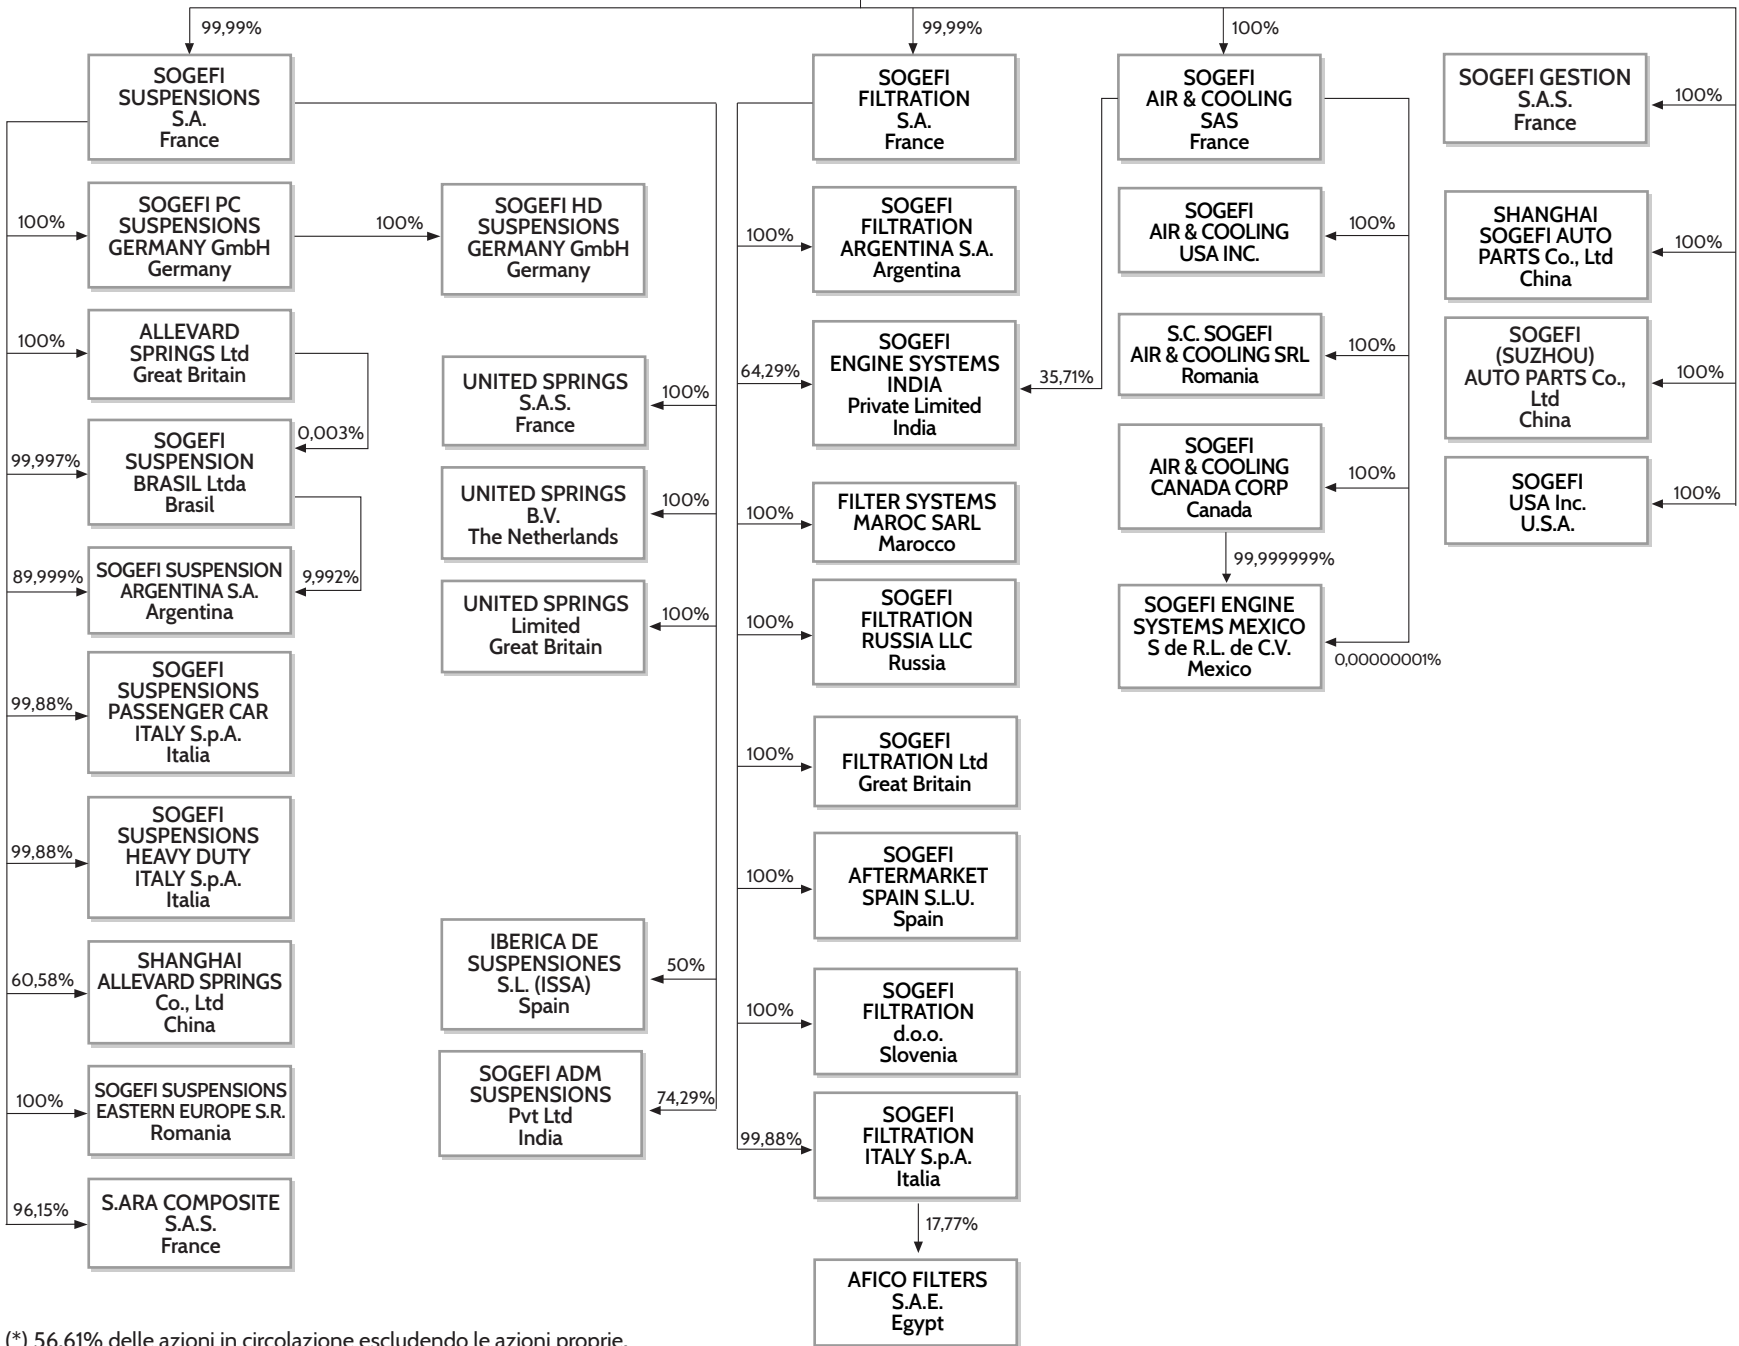 99,99%
SOGEFI
SUSPENSIONS
S.A.
France
100%
SOGEFI PC
SUSPENSIONS
GERMANY GmbH
Germany
100%
SOGEFI HD
SUSPENSIONS
GERMANY GmbH
Germany
100%
ALLEVARD
SPRINGS Ltd
Great Britain
0,003%
99,997%
SOGEFI
SUSPENSION
BRASIL Ltda
Brasil
89,999%
SOGEFI SUSPENSION
ARGENTINA S.A.
Argentina
9,992%
99,88%
SOGEFI
SUSPENSIONS
PASSENGER CAR
ITALY S.p.A.
Italia
99,88%
SOGEFI
SUSPENSIONS
HEAVY DUTY
ITALY S.p.A.
Italia
60,58%
SHANGHAI
ALLEVARD SPRINGS
Co., Ltd
China
100%
SOGEFI SUSPENSIONS
EASTERN EUROPE S.R.
Romania
96,15%
S.ARA COMPOSITE
S.A.S.
France
UNITED SPRINGS
S.A.S.
France
100%
UNITED SPRINGS
B.V.
The Netherlands
100%
UNITED SPRINGS
Limited
Great Britain
100%
IBERICA DE
SUSPENSIONES
S.L. (ISSA)
Spain
50%
SOGEFI ADM
SUSPENSIONS
Pvt Ltd
India
74,29%
99,99%
SOGEFI
FILTRATION
S.A.
France
100%
SOGEFI
FILTRATION
ARGENTINA S.A.
Argentina
64,29%
SOGEFI
ENGINE SYSTEMS
INDIA
Private Limited
India
35,71%
100%
FILTER SYSTEMS
MAROC SARL
Marocco
100%
SOGEFI
FILTRATION
RUSSIA LLC
Russia
100%
SOGEFI
FILTRATION Ltd
Great Britain
100%
SOGEFI
AFTERMARKET
SPAIN S.L.U.
Spain
100%
SOGEFI
FILTRATION
d.o.o.
Slovenia
99,88%
SOGEFI
FILTRATION
ITALY S.p.A.
Italia
17,77%
AFICO FILTERS
S.A.E.
Egypt
100%
SOGEFI
AIR & COOLING
SAS
France
SOGEFI
AIR & COOLING
USA INC.
100%
S.C. SOGEFI
AIR & COOLING SRL
Romania
100%
SOGEFI
AIR & COOLING
CANADA CORP
Canada
100%
99,999999%
SOGEFI ENGINE
SYSTEMS MEXICO
S de R.L. de C.V.
Mexico
0,00000001%
SOGEFI GESTION
S.A.S.
France
100%
SHANGHAI
SOGEFI AUTO
PARTS Co., Ltd
China
100%
SOGEFI
(SUZHOU)
AUTO PARTS Co.,
Ltd
China
100%
SOGEFI
USA Inc.
U.S.A.
100%
(*) 56,61% delle azioni in circolazione escludendo le azioni proprie.